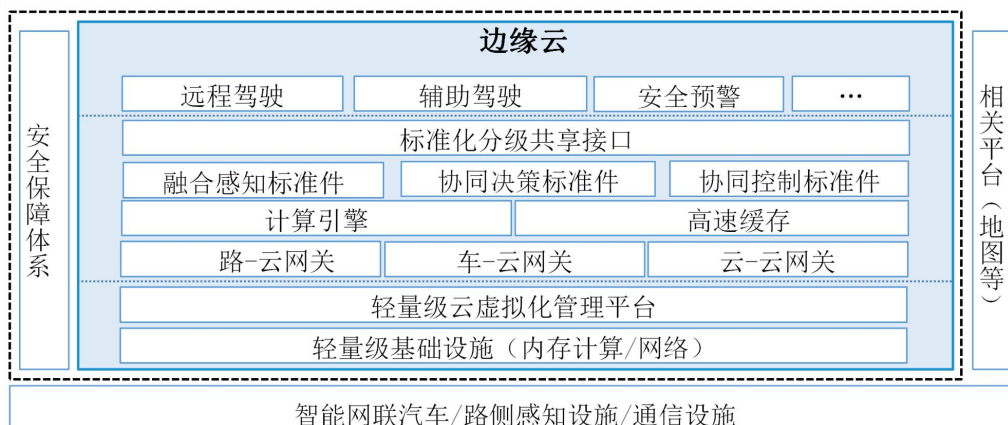 边缘云
远程驾驶 辅助驾驶 安全预警 …
标准化分级共享接口
融合感知标准件 协同决策标准件 协同控制标准件
计算引擎 高速缓存
路-云网关 车-云网关 云-云网关
轻量级云虚拟化管理平台
轻量级基础设施（内存计算/网络）
安全保障体系
相关平台（地图等）
智能网联汽车/路侧感知设施/通信设施